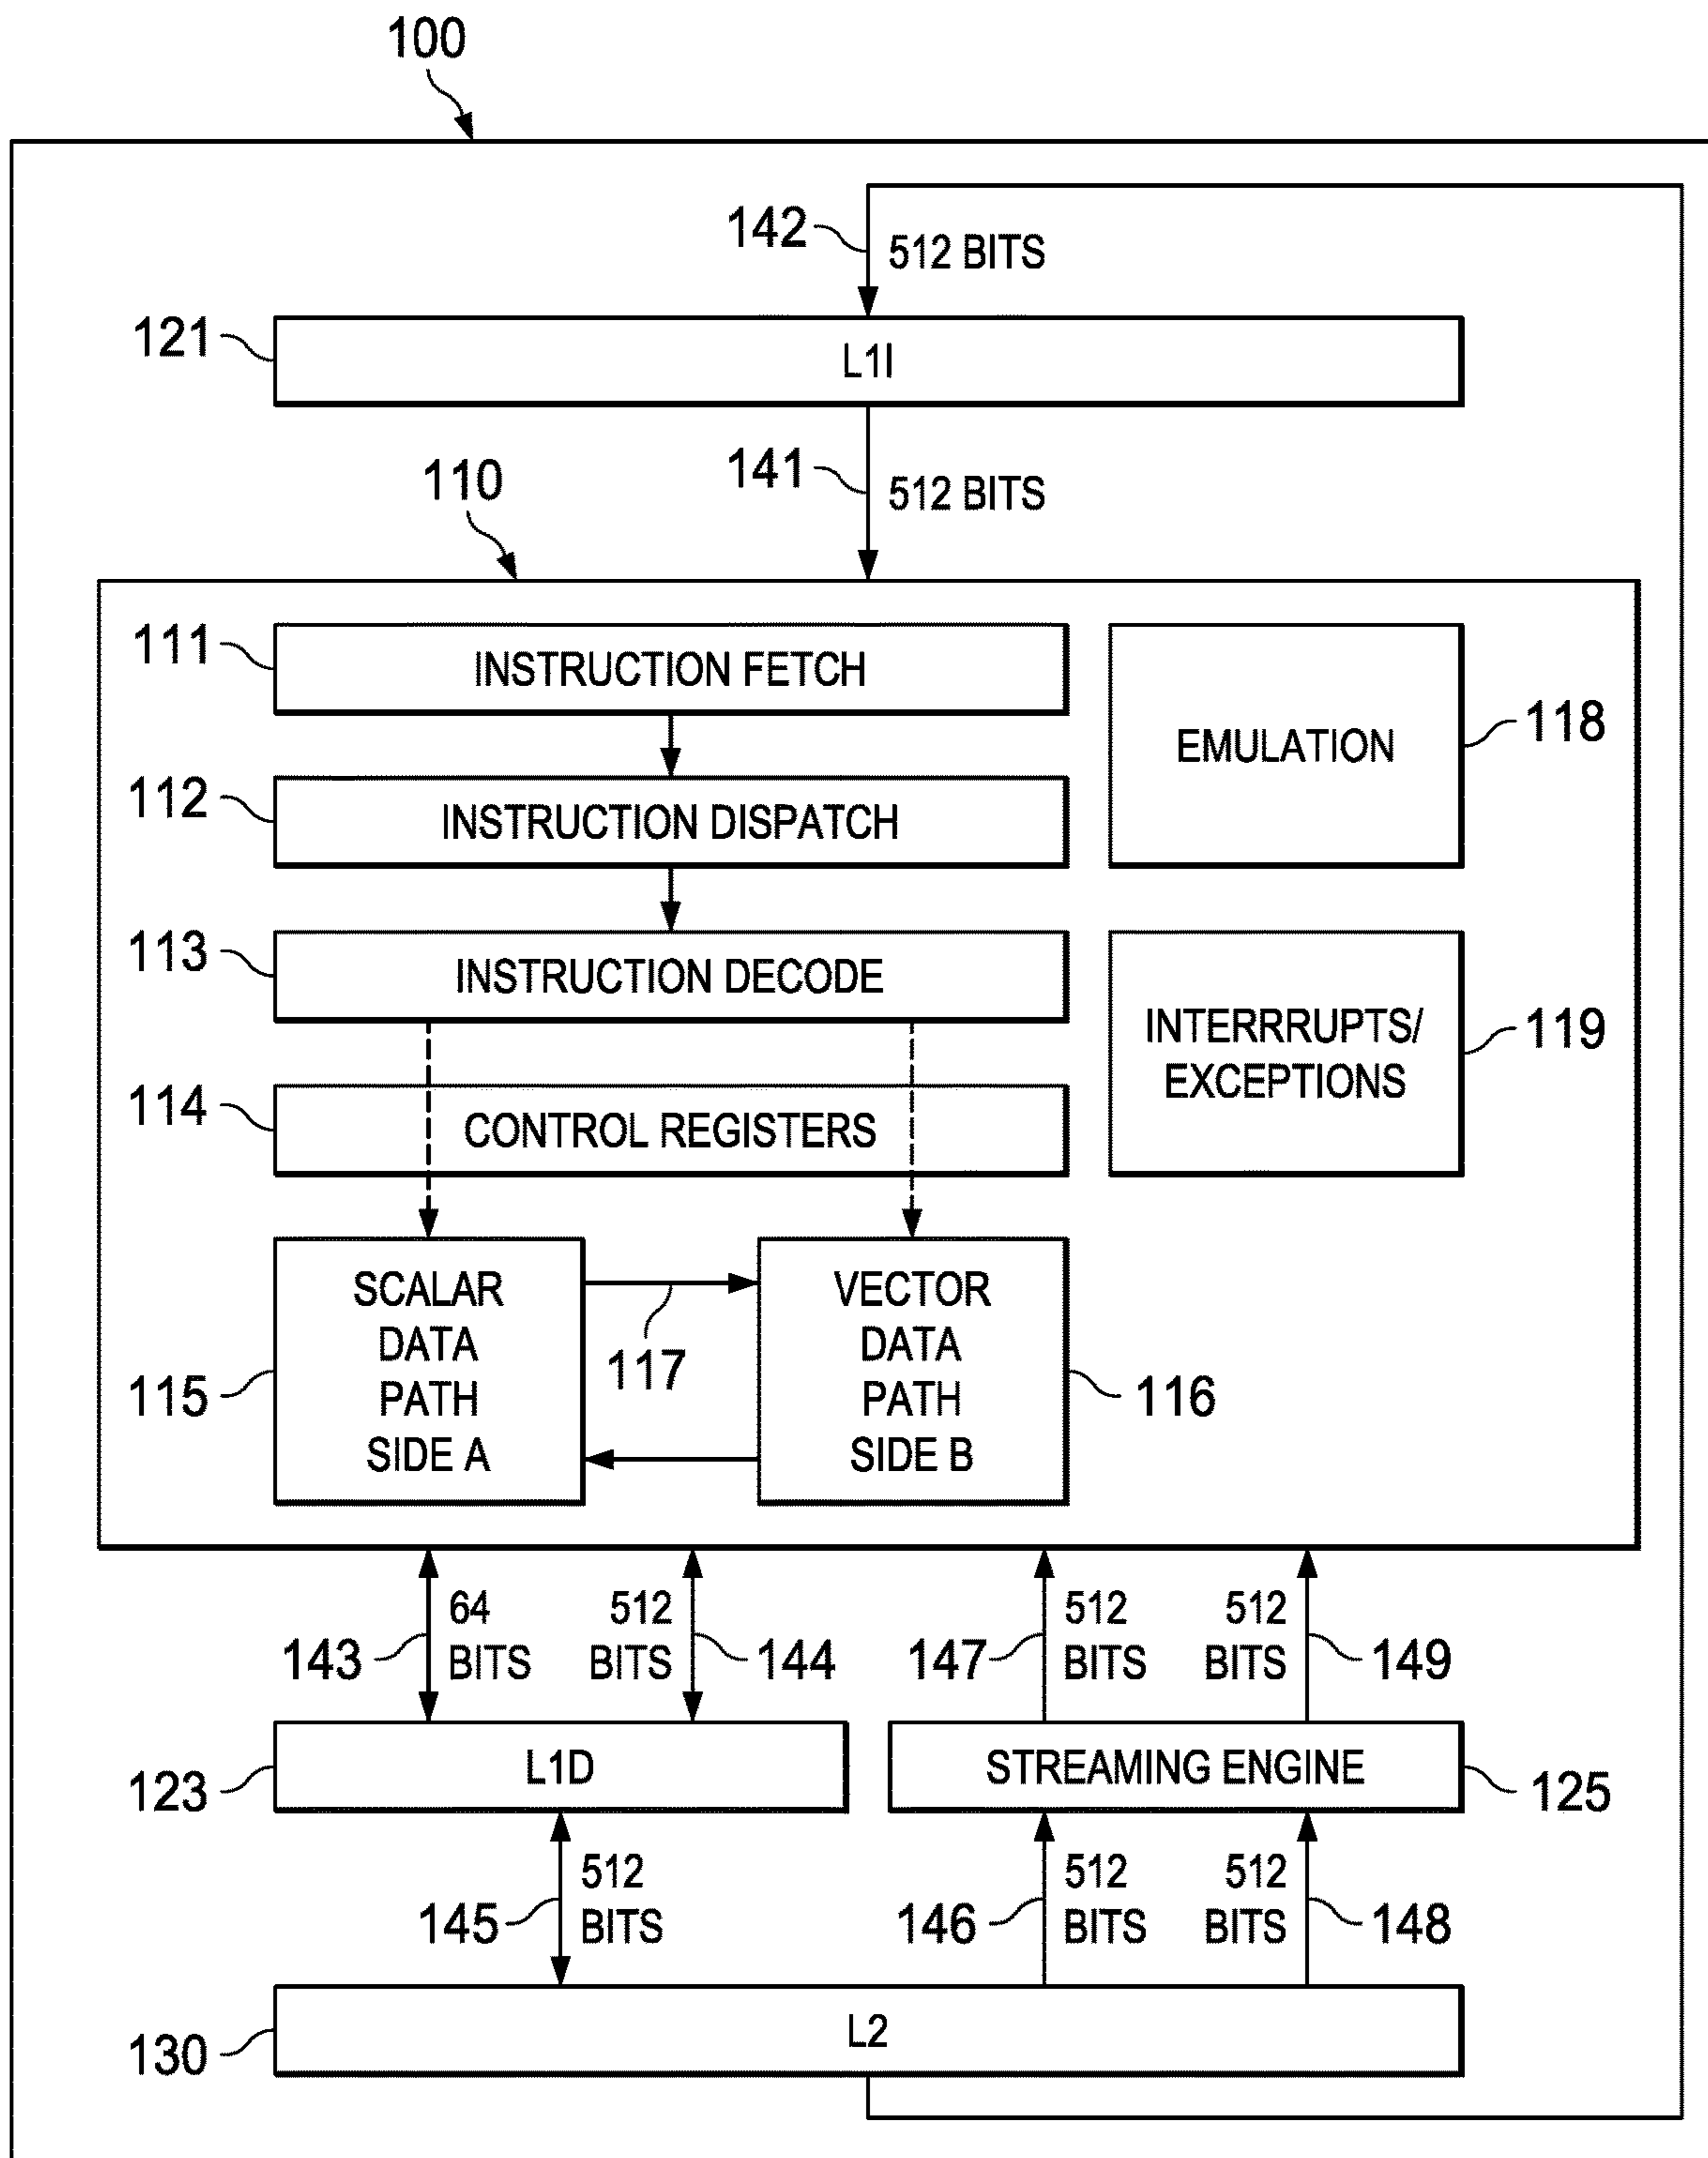 100
142
512 BITS
121
L1I
141
512 BITS
110
111
INSTRUCTION FETCH
EMULATION
118
112
INSTRUCTION DISPATCH
113
INSTRUCTION DECODE
INTERRRUPTS/
EXCEPTIONS
119
114
CONTROL REGISTERS
SCALAR
DATA
PATH
SIDE A
115
117
VECTOR
DATA
PATH
SIDE B
116
143
64
BITS
512
BITS
144
147
512
BITS
512
BITS
149
123
L1D
STREAMING ENGINE
125
145
512
BITS
146
512
BITS
512
BITS
148
130
L2